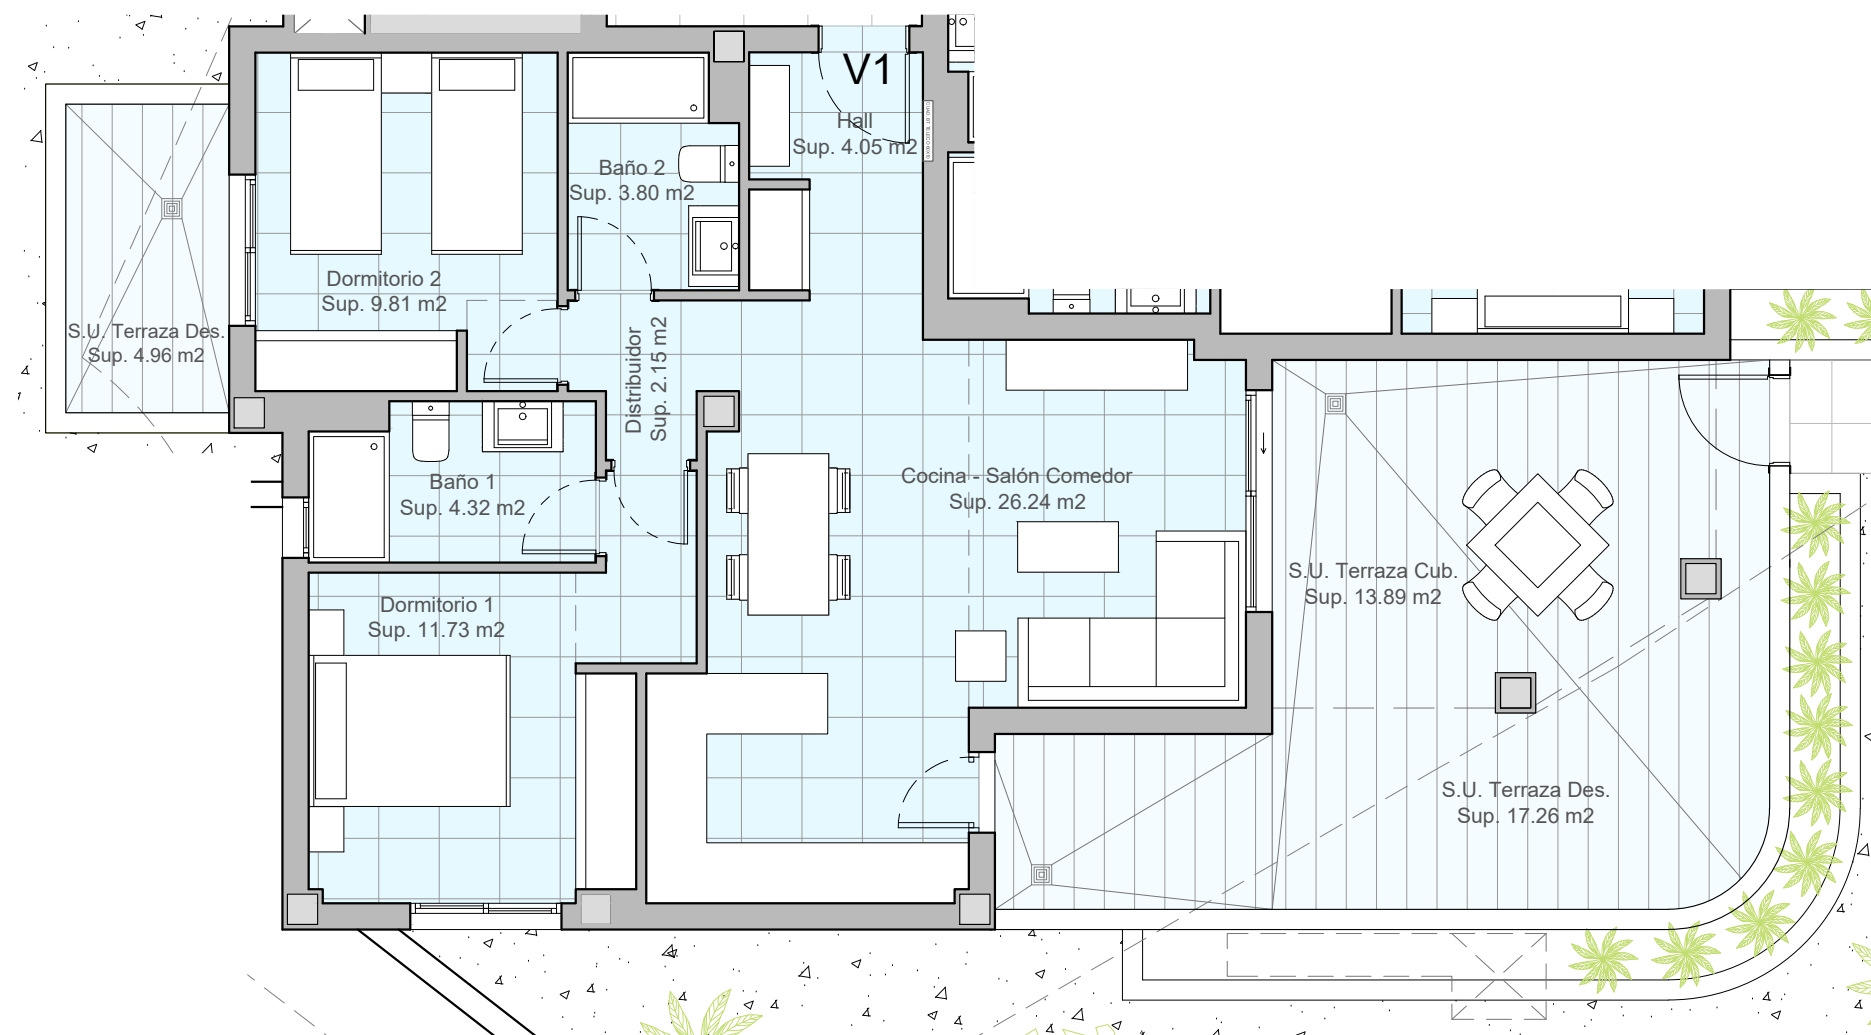 V1
Hall
Sup. 4.05 m2
Baño 2
Sup. 3.80 m2
Dormitorio 2
Sup. 9.81 m2
S.U. Terraza Des.
Sup. 4.96 m2
Distribuidor
Sup. 2.15 m2
Baño 1
Sup. 4.32 m2
Cocina - Salón Comedor
Sup. 26.24 m2
S.U. Terraza Cub.
Sup. 13.89 m2
Dormitorio 1
Sup. 11.73 m2
S.U. Terraza Des.
Sup. 17.26 m2